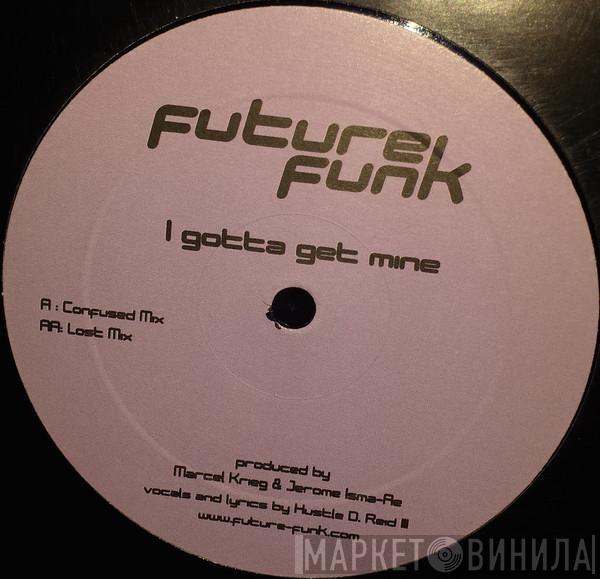 future
funk
I gotta get mine
A : Confused Mix
AA: Lost Mix
produced by
Marcel Krieg & Jerome Isma-Ae
vocals and lyrics by Hustle D. Reid III
www.future-funk.com
МАРКЕТ ВИНИЛА